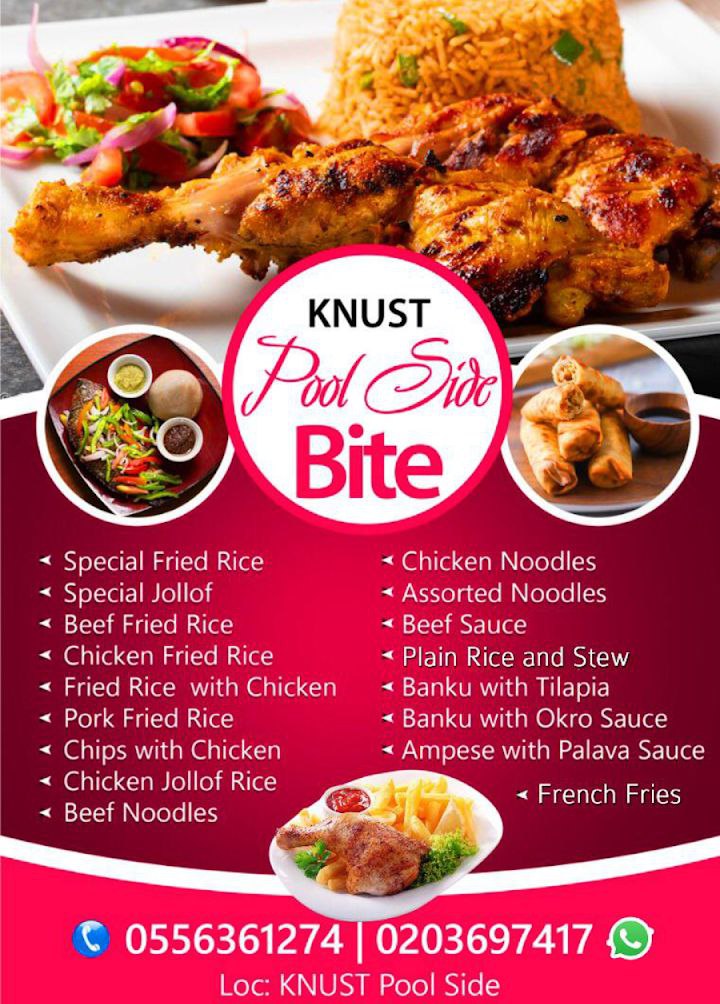 KNUST
Pool Side
Bite
Special Fried Rice
Special Jollof
Beef Fried Rice
Chicken Fried Rice
Fried Rice with Chicken
Pork Fried Rice
Chips with Chicken
Chicken Jollof Rice
Beef Noodles
Chicken Noodles
Assorted Noodles
Beef Sauce
Plain Rice and Stew
Banku with Tilapia
Banku with Okro Sauce
Ampese with Palava Sauce
French Fries
0556361274 | 0203697417
Loc: KNUST Pool Side